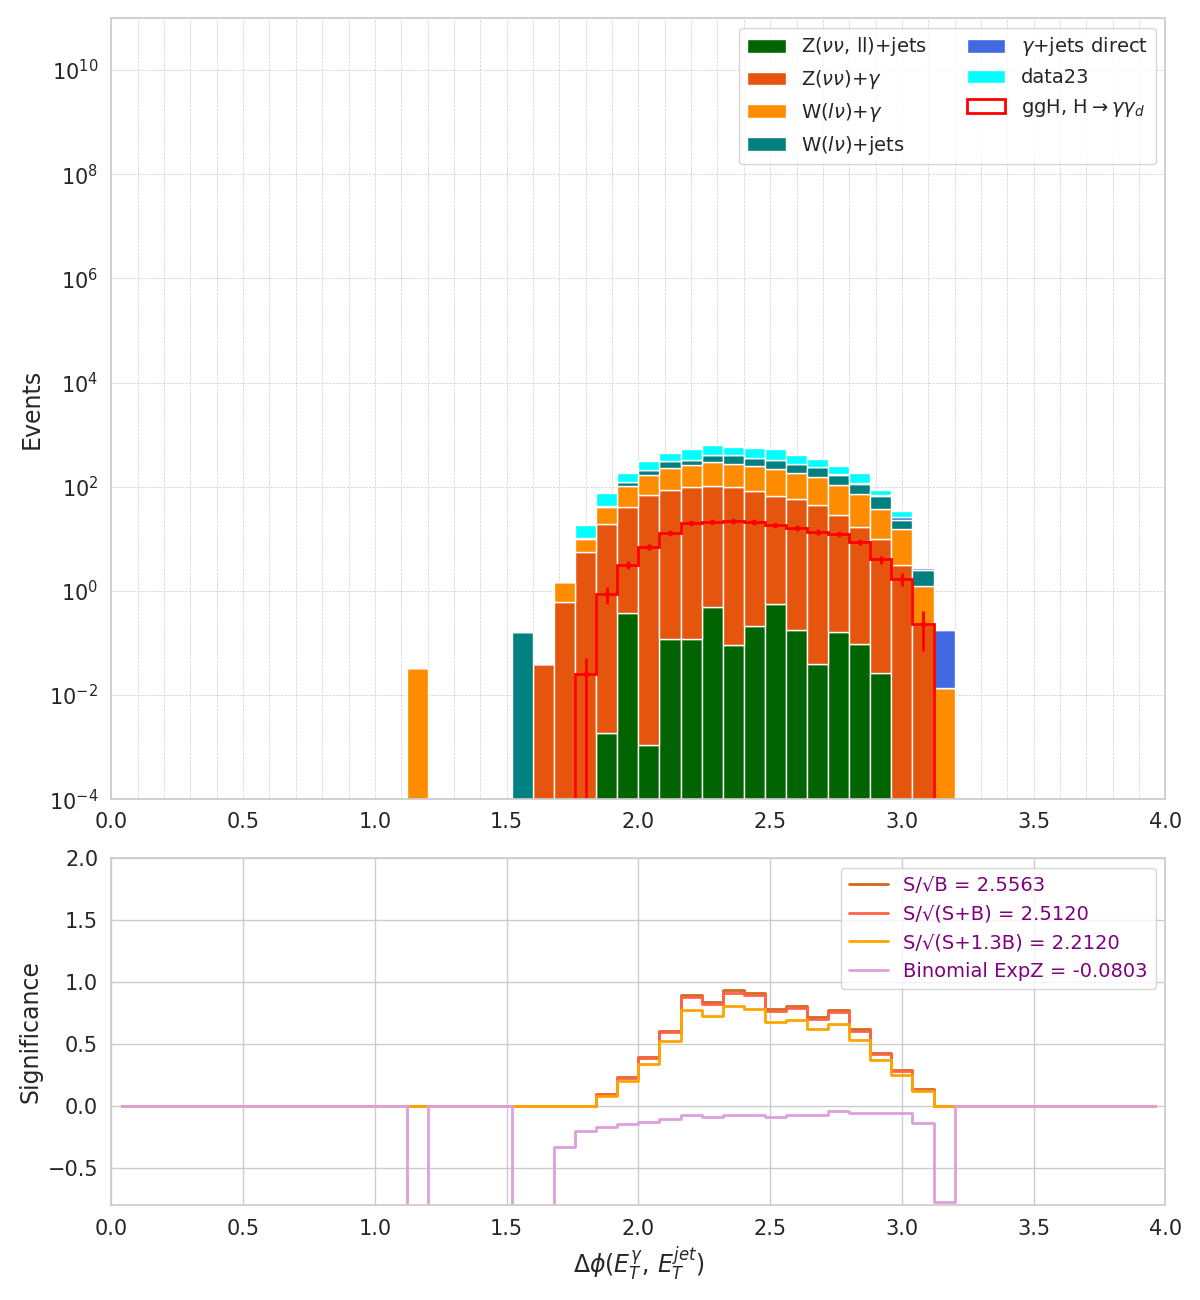 Z(νν, ll)+jets
Z(νν)+γ
W(lν)+γ
W(lν)+jets
γ+jets direct
data23
ggH, H→γγ_d
Events
10^10
10^8
10^6
10^4
10^2
10^0
10^−2
10^−4
0.0 0.5 1.0 1.5 2.0 2.5 3.0 3.5 4.0
S/√B = 2.5563
S/√(S+B) = 2.5120
S/√(S+1.3B) = 2.2120
Binomial ExpZ = -0.0803
Significance
2.0
1.5
1.0
0.5
0.0
−0.5
0.0 0.5 1.0 1.5 2.0 2.5 3.0 3.5 4.0
Δϕ(E_T^γ, E_T^jet)